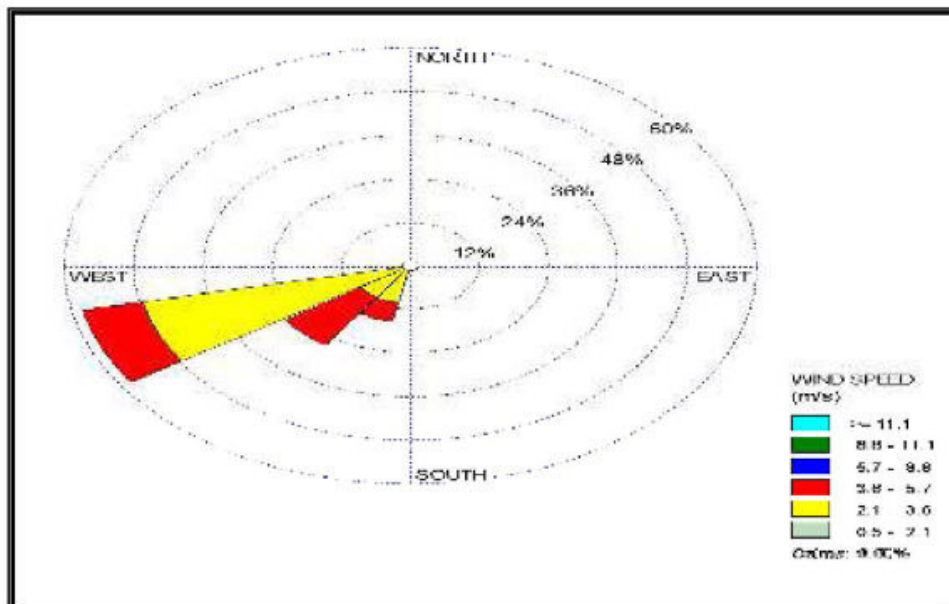 NORTH
60%
48%
36%
24%
12%
WEST
EAST
SOUTH
WIND SPEED
(m/s)
>= 11.1
8.8 - 11.1
5.7 - 8.8
3.6 - 5.7
2.1 - 3.6
0.5 - 2.1
Calms: